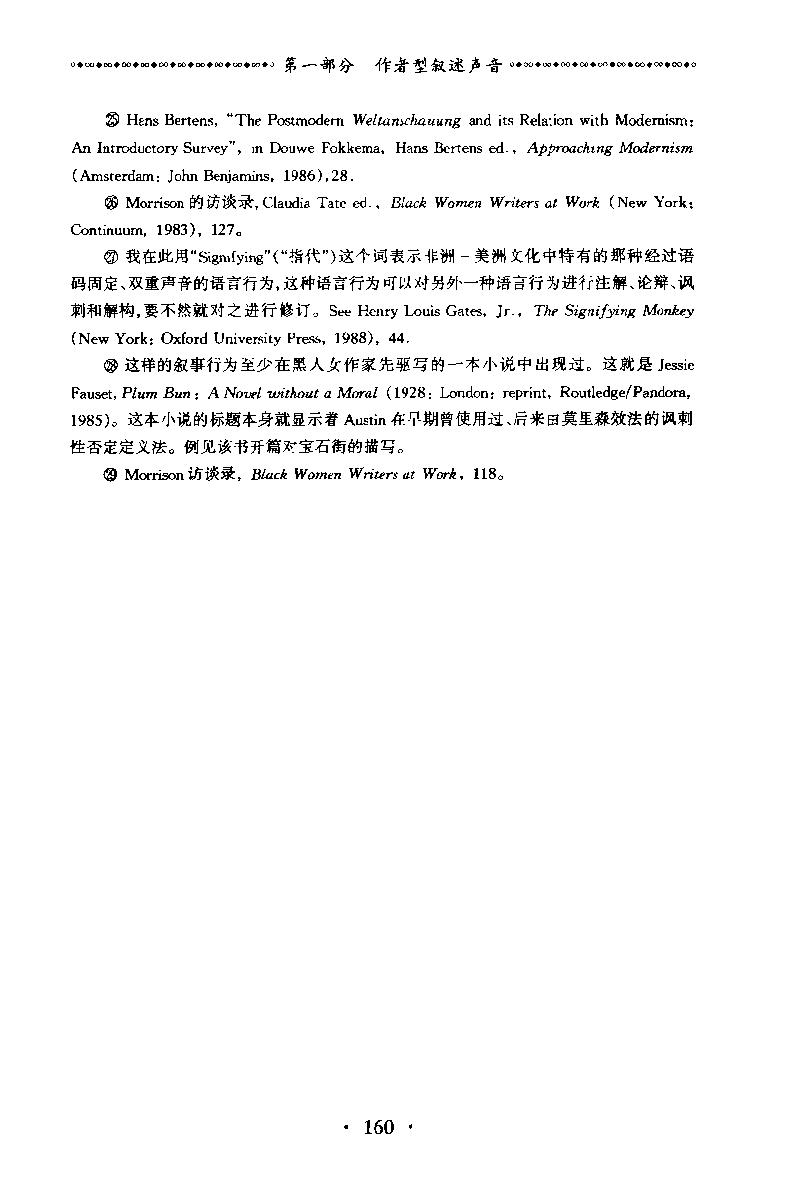 第一部分 作者型叙述声音
㉕ Hans Bertens, “The Postmodern Weltanschauung and its Relation with Modernism:
An Introductory Survey”, in Douwe Fokkema, Hans Bertens ed., Approaching Modernism
(Amsterdam: John Benjamins, 1986),28.
㉖ Morrison 的访谈录,Claudia Tate ed., Black Women Writers at Work (New York:
Continuum, 1983), 127。
㉗ 我在此用“Signifying”(“指代”)这个词表示非洲－美洲文化中特有的那种经过语
码固定、双重声音的语言行为,这种语言行为可以对另外一种语言行为进行注解、论辩、讽
刺和解构,要不然就对之进行修订。See Henry Louis Gates, Jr., The Signifying Monkey
(New York: Oxford University Press, 1988), 44.
㉘ 这样的叙事行为至少在黑人女作家先驱写的一本小说中出现过。这就是 Jessie
Fauset, Plum Bun: A Novel without a Moral (1928: London: reprint, Routledge/Pandora,
1985)。这本小说的标题本身就显示着 Austin 在早期曾使用过、后来由莫里森效法的讽刺
性否定定义法。例见该书开篇对宝石街的描写。
㉙ Morrison 访谈录, Black Women Writers at Work, 118。
· 160 ·